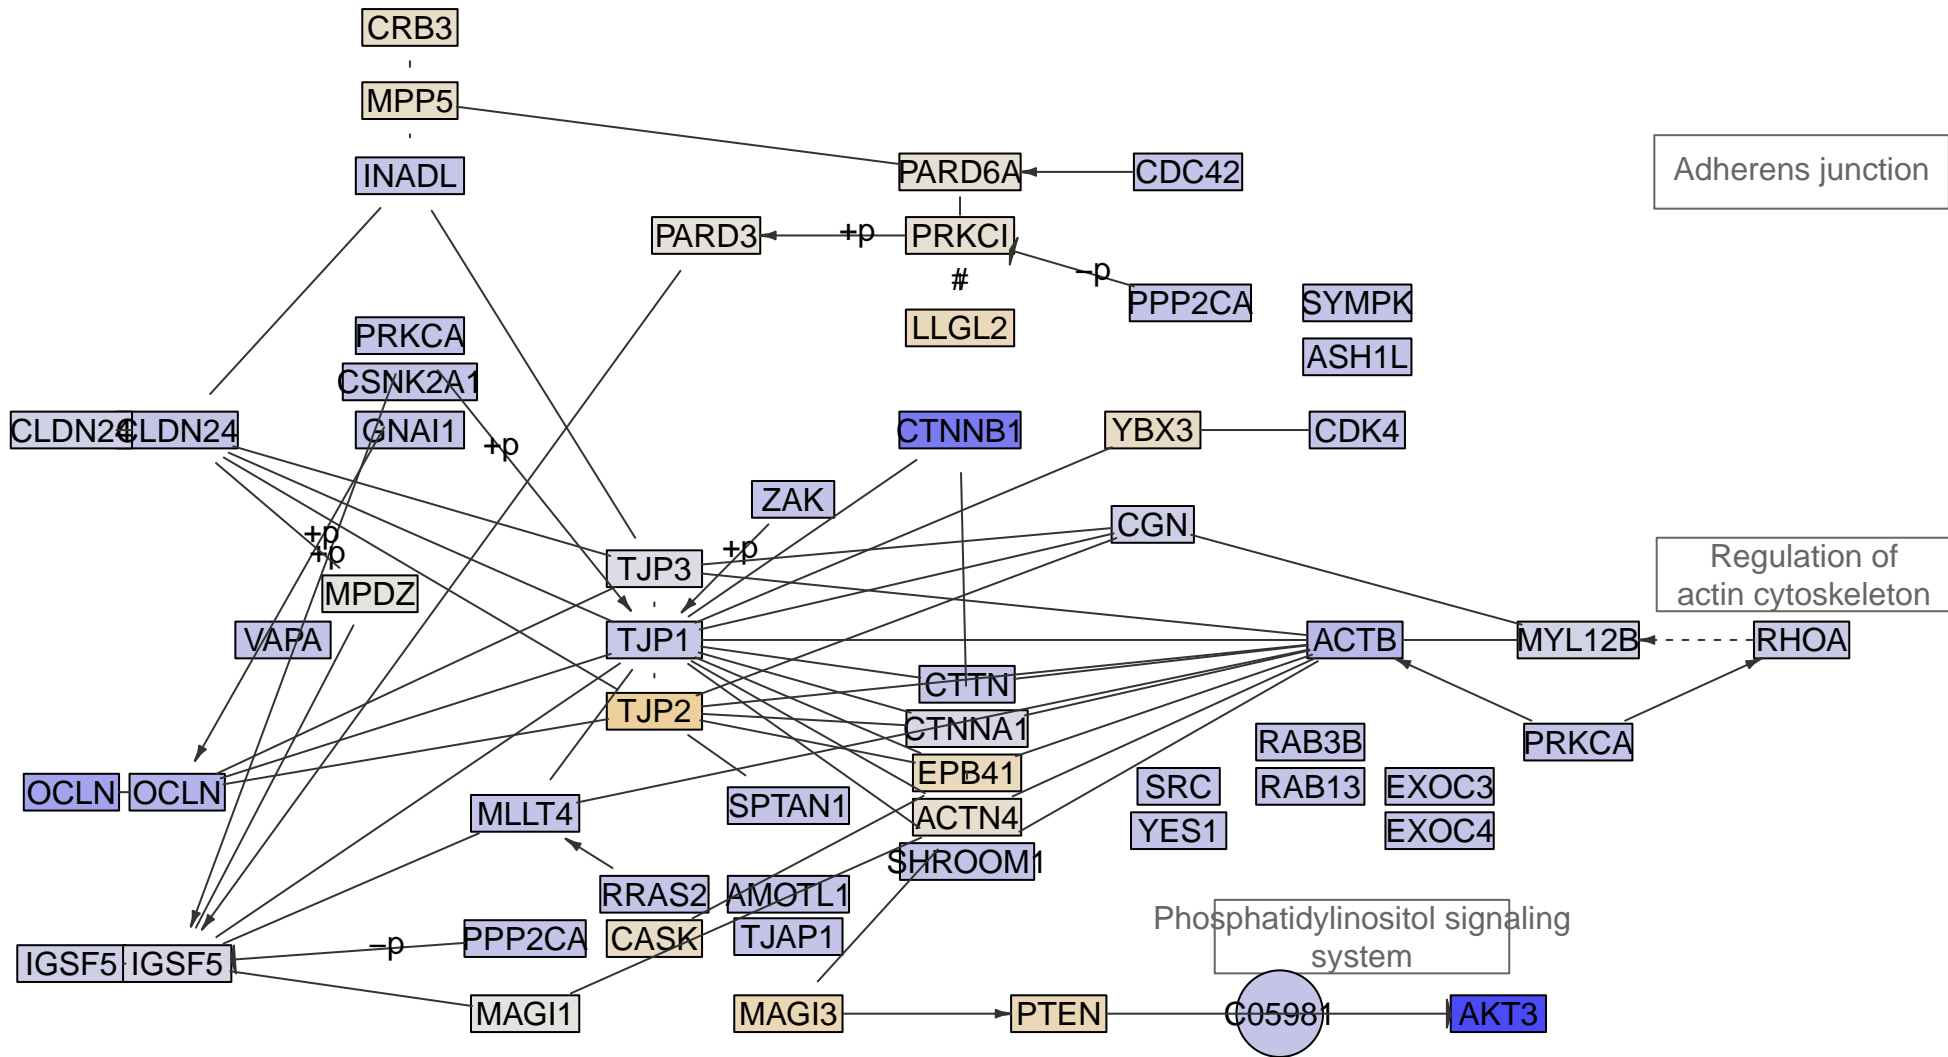 CRB3
MPP5
INADL
PARD6A
CDC42
Adherens junction
PARD3
+p
PRKCI
#
–p
PPP2CA
SYMPK
LLGL2
PRKCA
ASH1L
CSNK2A1
CLDN24
CLDN24
GNAI1
+p
CTNNB1
YBX3
CDK4
ZAK
CGN
+p
+p
+p
TJP3
MPDZ
Regulation of
actin cytoskeleton
VAPA
TJP1
ACTB
MYL12B
RHOA
CTTN
TJP2
CTNNA1
RAB3B
PRKCA
EPB41
OCLN
OCLN
MLLT4
SPTAN1
SRC
RAB13
EXOC3
ACTN4
YES1
EXOC4
SHROOM1
RRAS2
AMOTL1
PPP2CA
–p
CASK
TJAP1
Phosphatidylinositol signaling
system
IGSF5
IGSF5
MAGI1
MAGI3
PTEN
C05981
AKT3